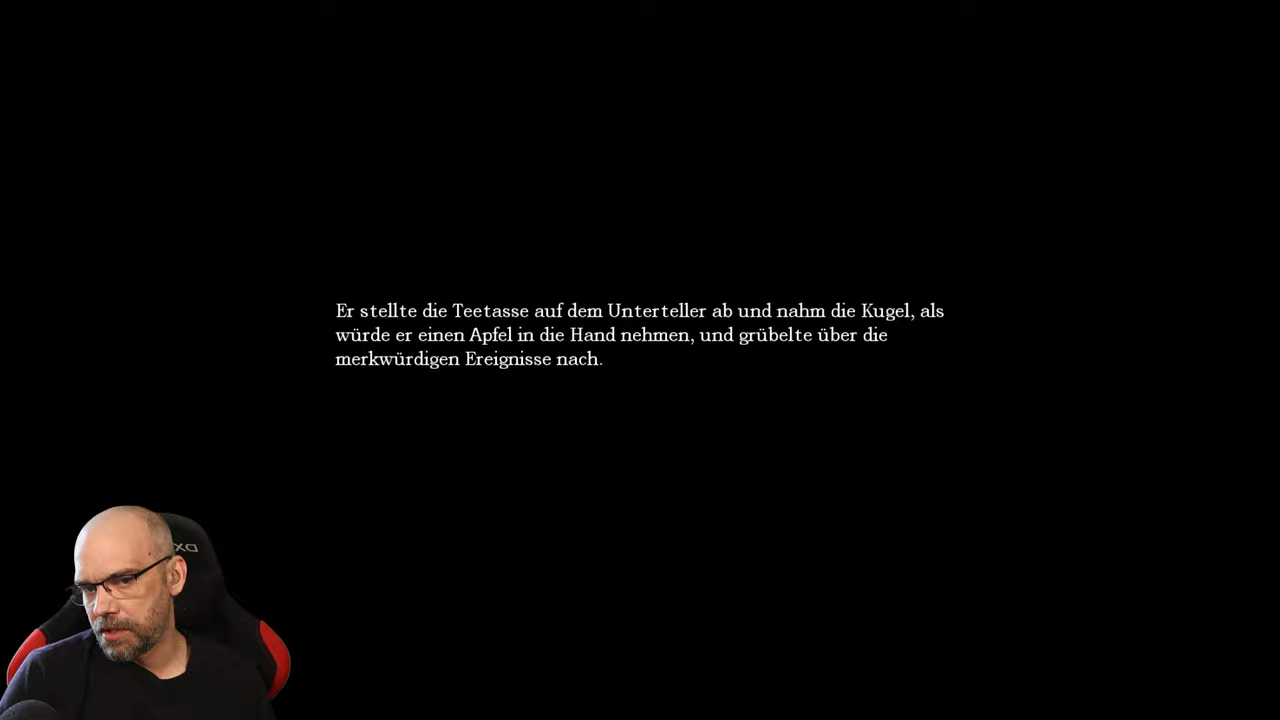 Er stellte die Teetasse auf dem Unterteller ab und nahm die Kugel, als
würde er einen Apfel in die Hand nehmen, und grübelte über die
merkwürdigen Ereignisse nach.
DX